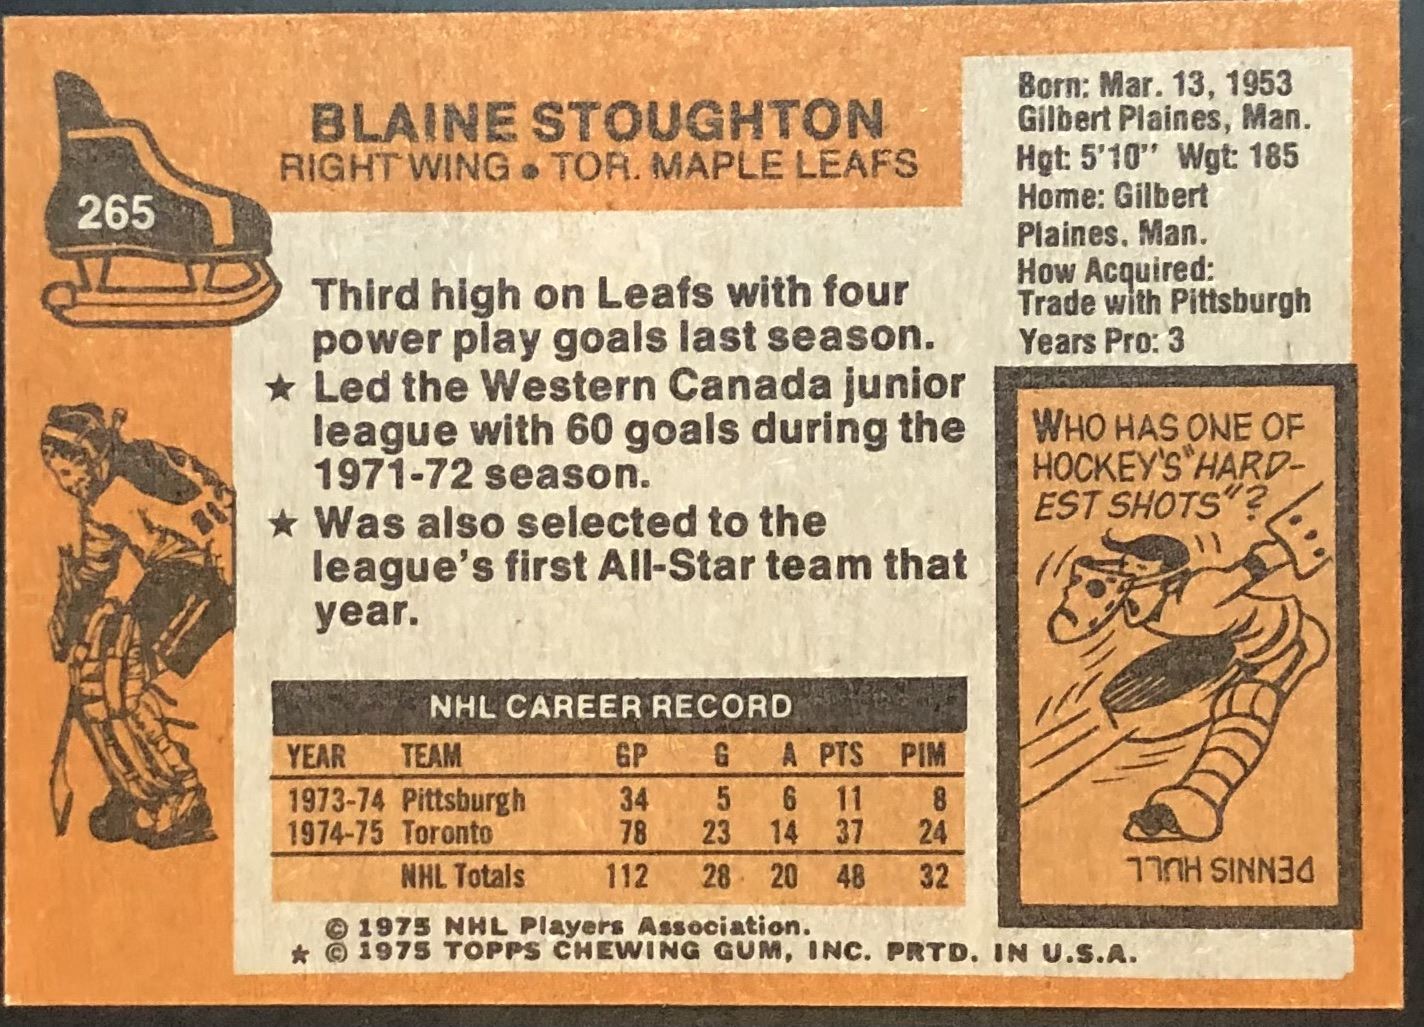 265
BLAINE STOUGHTON
RIGHT WING • TOR. MAPLE LEAFS
Born: Mar. 13, 1953
Gilbert Plaines, Man.
Hgt: 5'10" Wgt: 185
Home: Gilbert
Plaines, Man.
How Acquired:
Trade with Pittsburgh
Years Pro: 3
Third high on Leafs with four
power play goals last season.
★ Led the Western Canada junior
league with 60 goals during the
1971-72 season.
★ Was also selected to the
league's first All-Star team that
year.
WHO HAS ONE OF
HOCKEY'S "HARD-
EST SHOTS"?
DENNIS HULL
NHL CAREER RECORD
YEAR TEAM GP G A PTS PIM
1973-74 Pittsburgh 34 5 6 11 8
1974-75 Toronto 78 23 14 37 24
NHL Totals 112 28 20 48 32
© 1975 NHL Players Association.
★ © 1975 TOPPS CHEWING GUM, INC. PRTD. IN U.S.A.